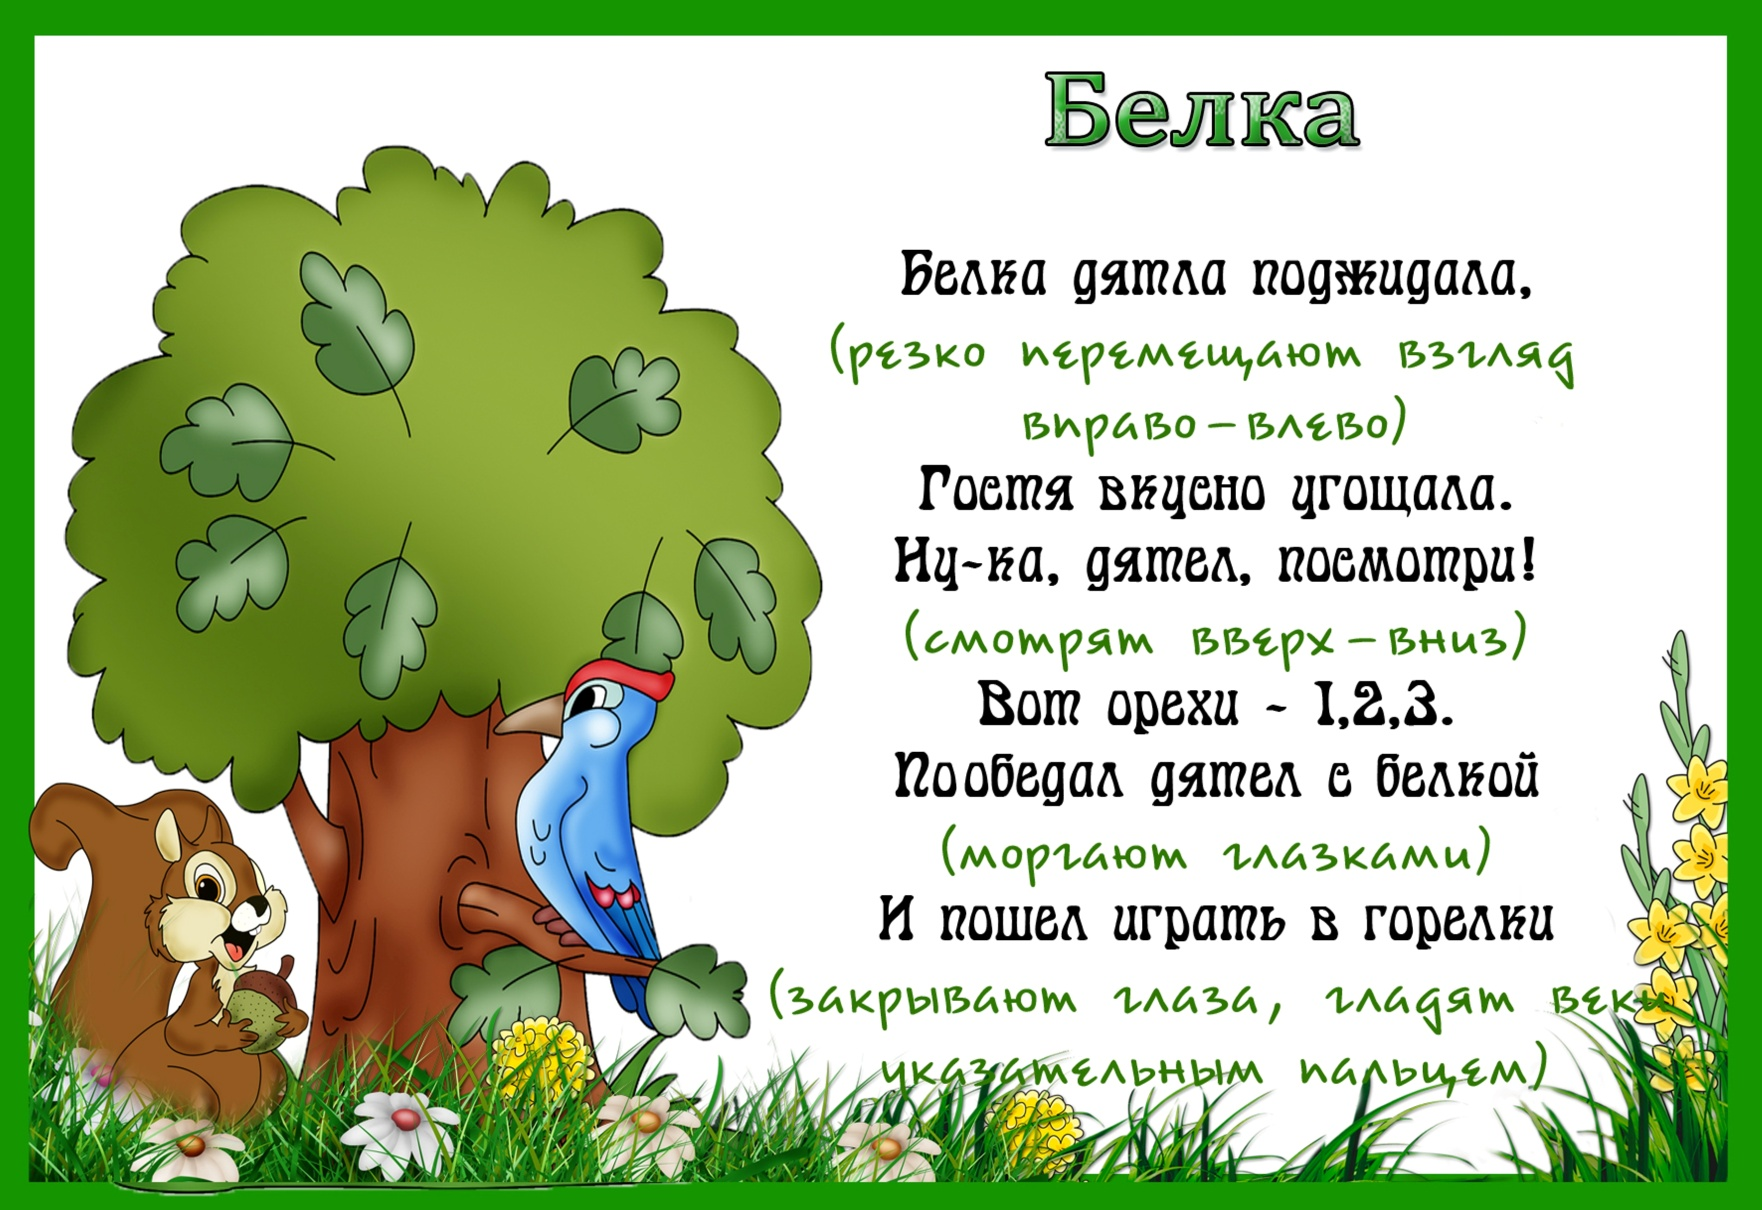 Белка
Белка дятла поджидала,
(резко перемещают взгляд
вправо – влево)
Гостя вкусно угощала.
Ну-ка, дятел, посмотри!
(смотрят вверх – вниз)
Вот орехи - 1,2,3.
Пообедал дятел с белкой
(моргают глазками)
И пошел играть в горелки
(закрывают глаза, гладят веки
указательным пальцем)